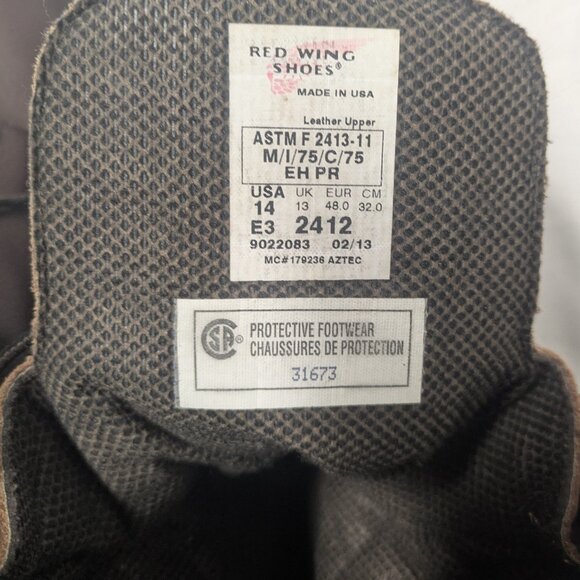 RED WING
SHOES®
MADE IN USA
Leather Upper
ASTM F 2413-11
M/I/75/C/75
EH PR
USA UK EUR CM
14 13 48.0 32.0
E3 2412
9022083 02/13
MC#179236 AZTEC
CSA® PROTECTIVE FOOTWEAR
CHAUSSURES DE PROTECTION
31673